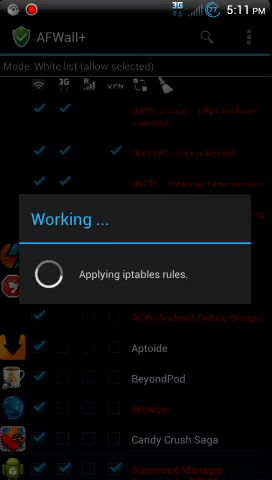 3G
77
5:11 PM
AFWall+
Mode: White list (allow selected)
3G
R
VPN
(DNS proxy) - DNS lookups
(Kernel) - Linux kernel
(NTP) - Internet time servers
Working ...
Applying iptables rules.
ADB (Android Debug Bridge)
Aptoide
BeyondPod
Browser
Candy Crush Saga
Download Manager,